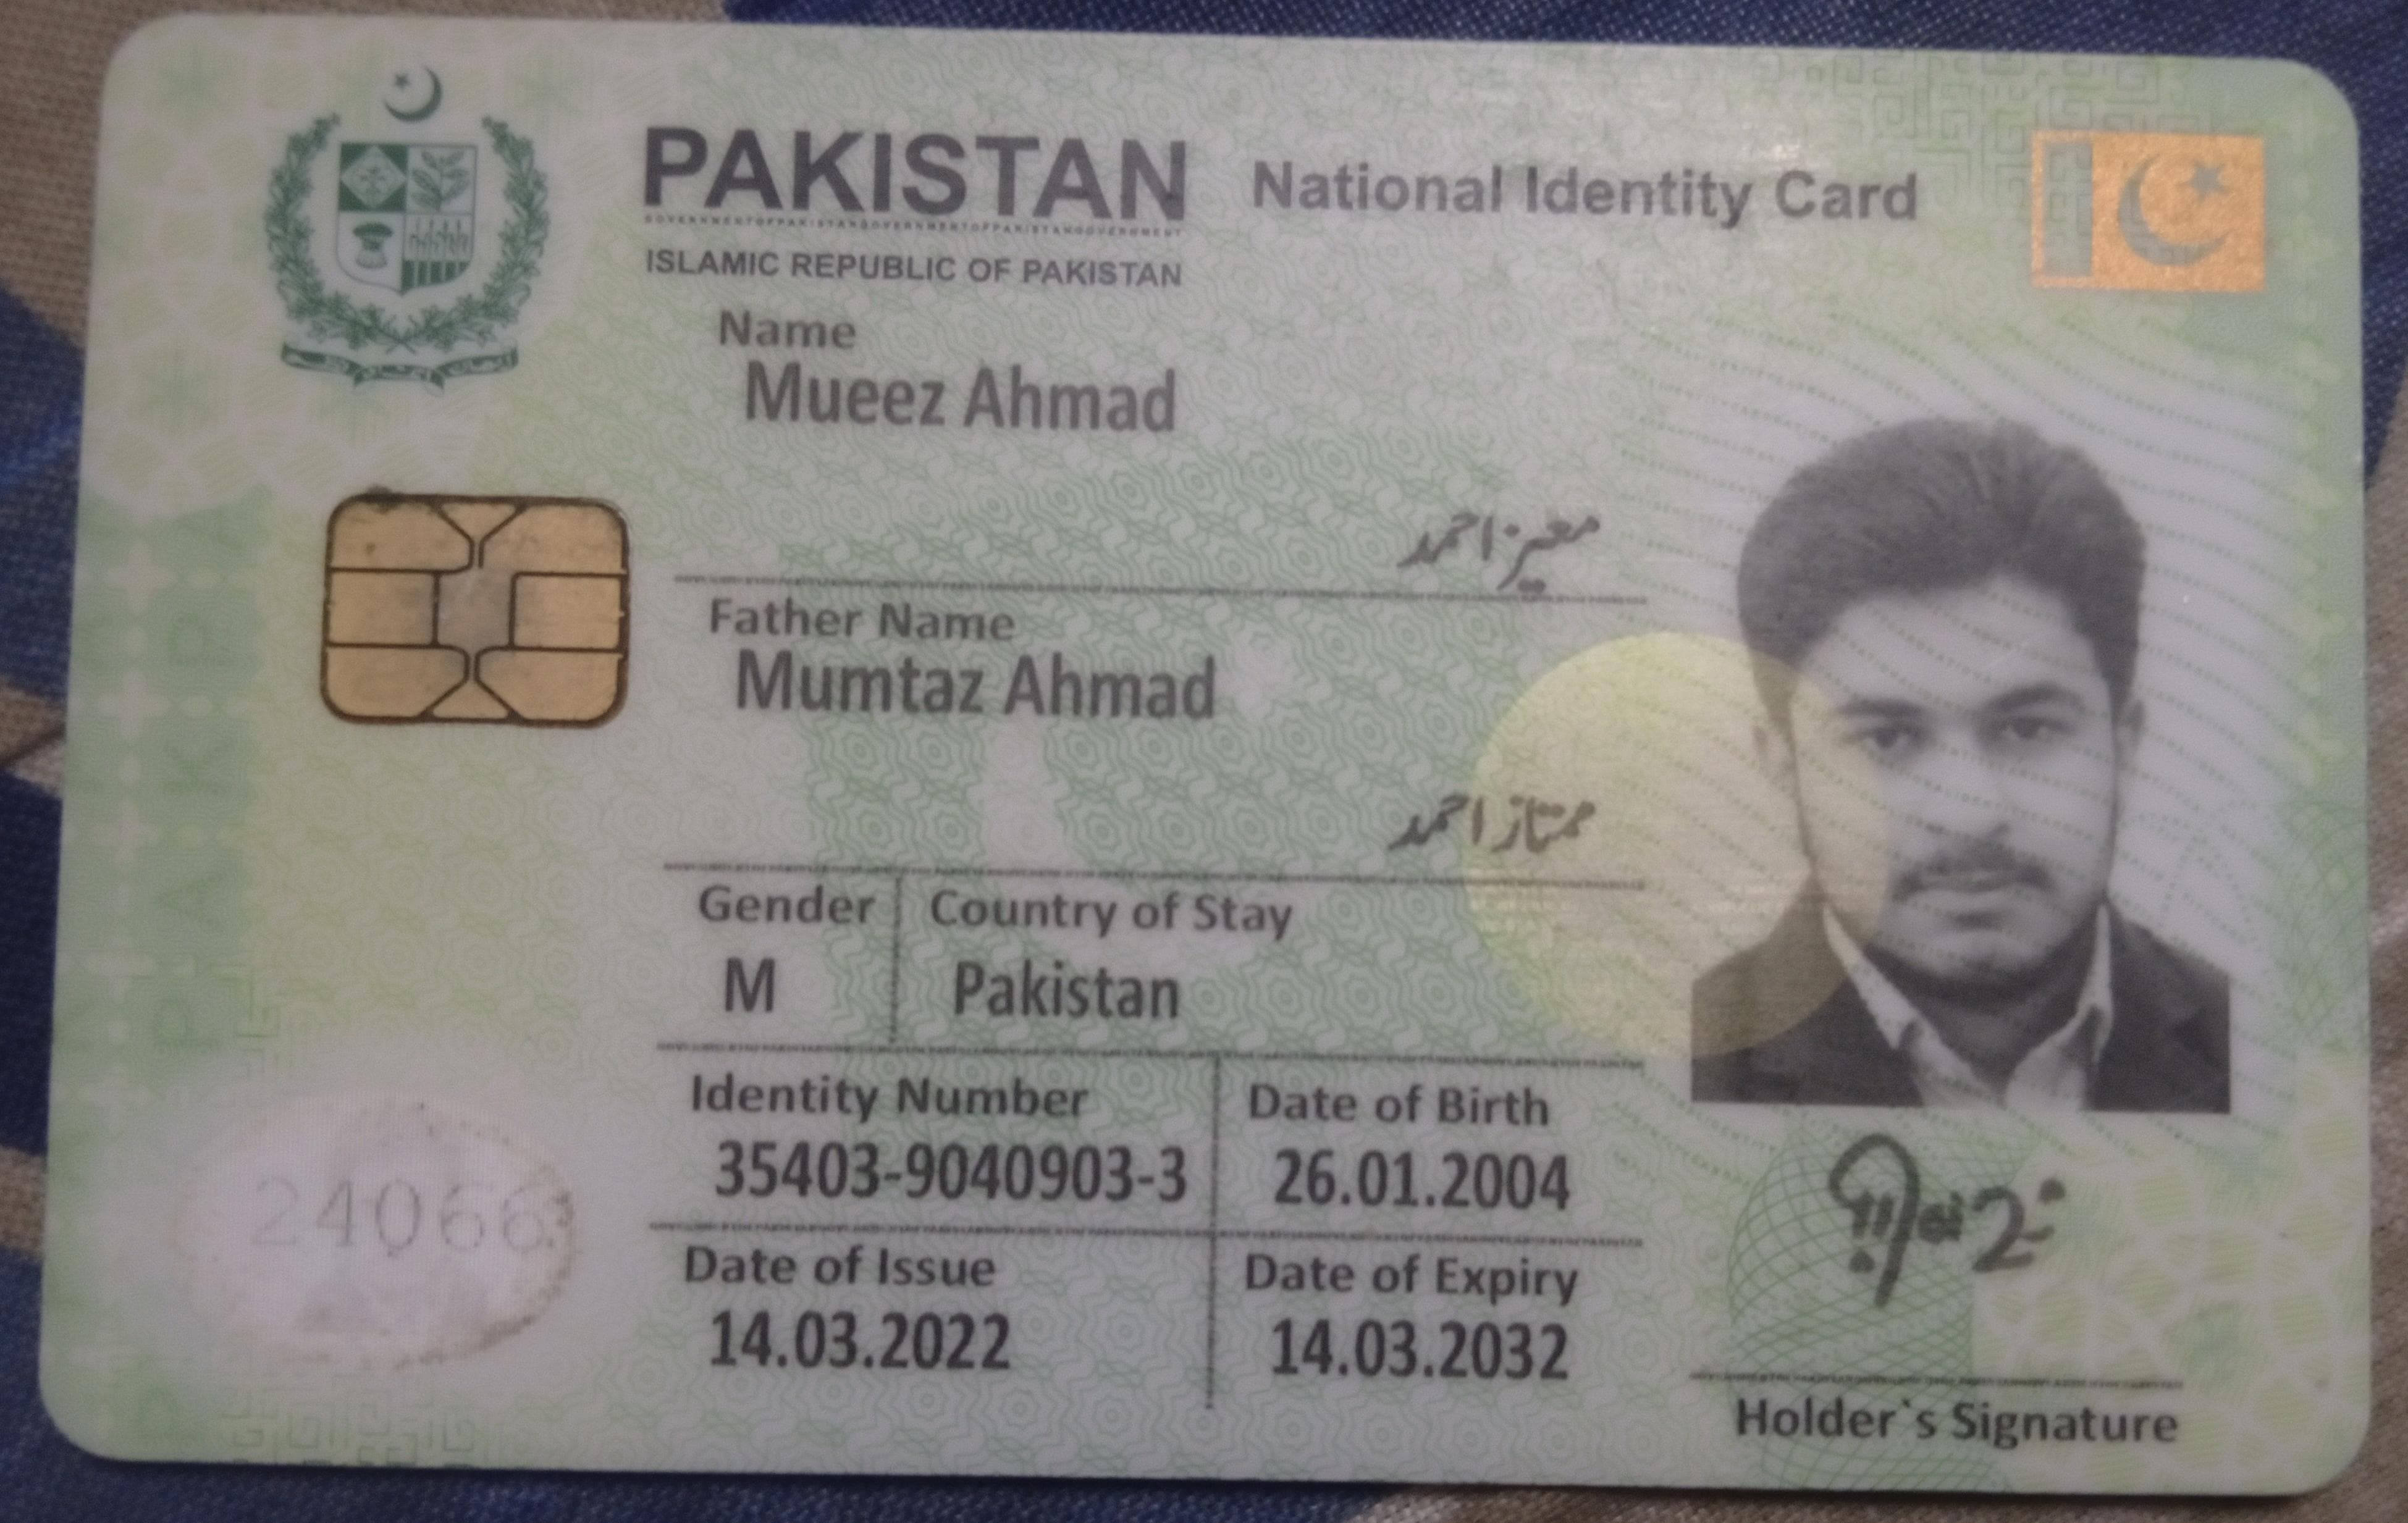 PAKISTAN National Identity Card
ISLAMIC REPUBLIC OF PAKISTAN
Name
Mueez Ahmad
معیز احمد
Father Name
Mumtaz Ahmad
ممتاز احمد
Gender Country of Stay
M Pakistan
Identity Number Date of Birth
35403-9040903-3 26.01.2004
Date of Issue Date of Expiry
14.03.2022 14.03.2032
24066
Holder`s Signature